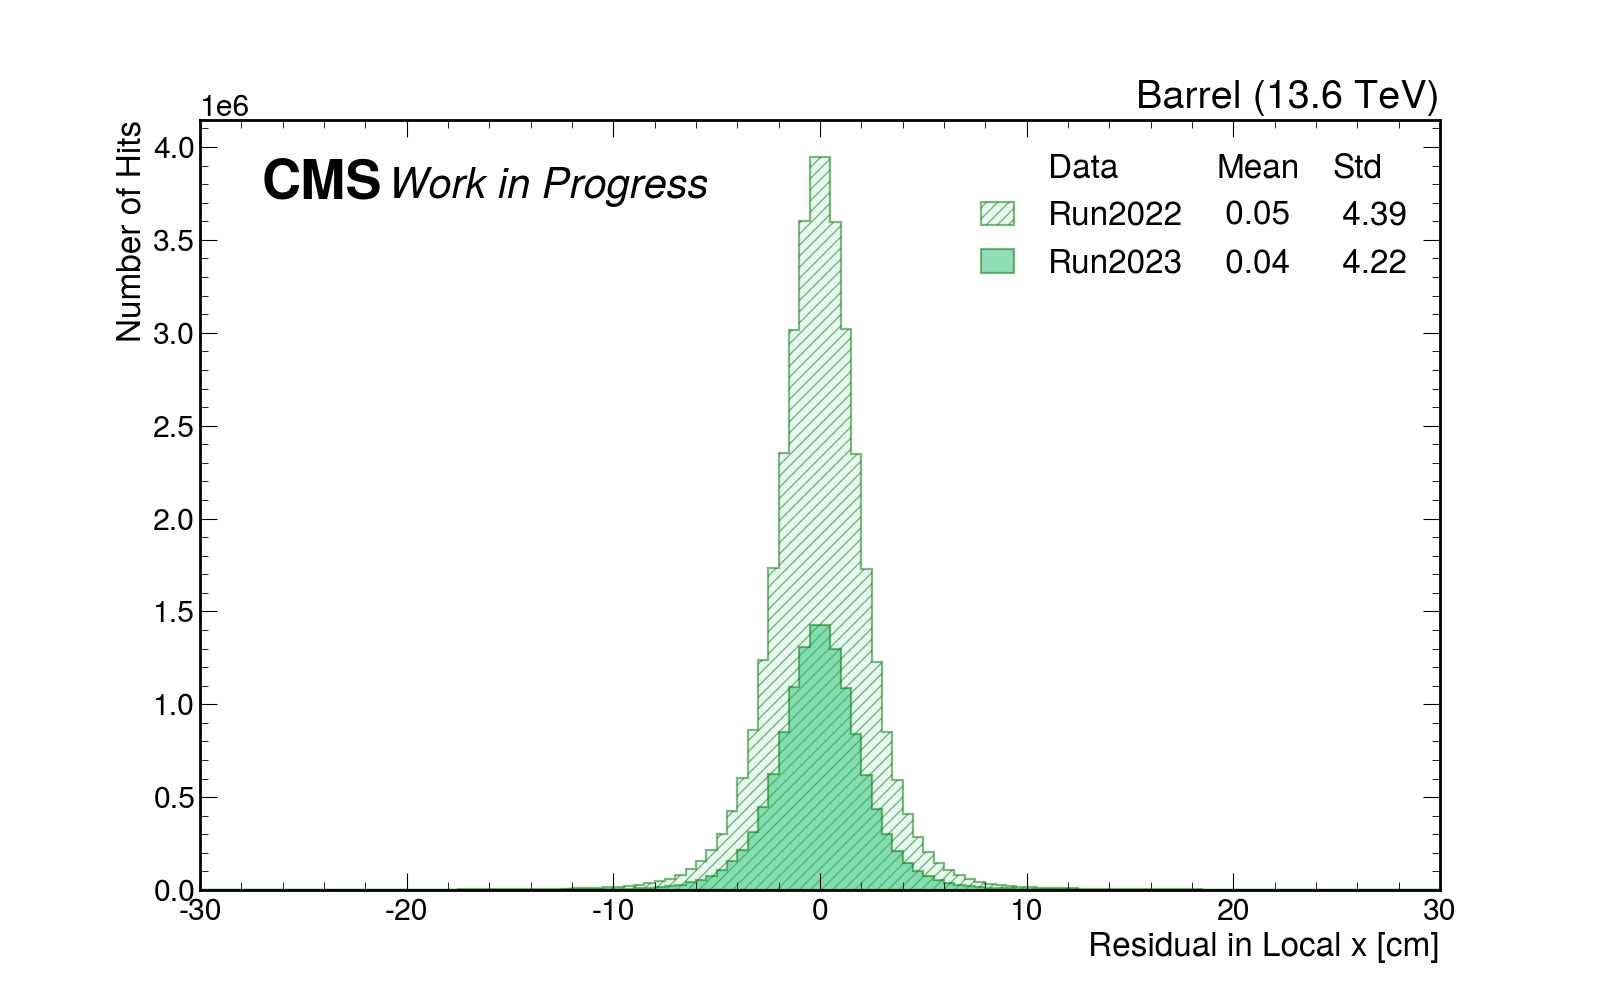 Barrel (13.6 TeV)
1e6
CMS Work in Progress
Data Mean Std
Run2022 0.05 4.39
Run2023 0.04 4.22
Number of Hits
4.0
3.5
3.0
2.5
2.0
1.5
1.0
0.5
0.0
-30 -20 -10 0 10 20 30
Residual in Local x [cm]